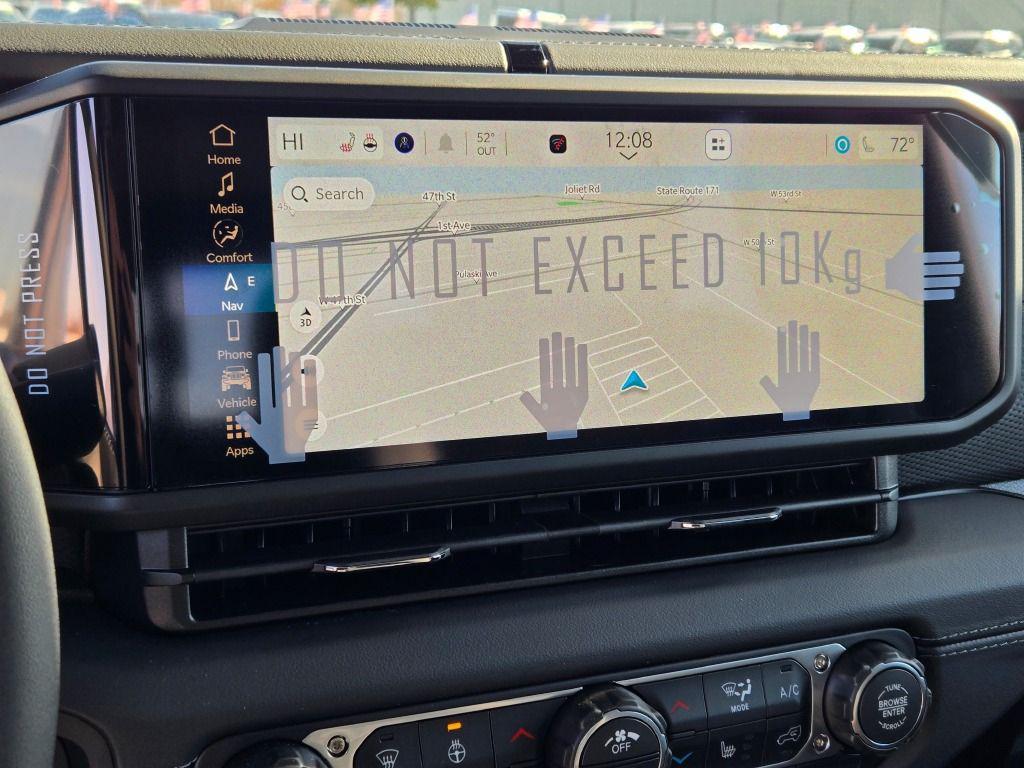 HI
52°
OUT
12:08
72°
Home
Media
Comfort
E
Nav
Phone
Vehicle
Apps
Search
45
47th St
Joliet Rd
State Route 171
W 53rd St
1st Ave
W 50th St
Pulaski Ave
W 47th St
3D
DO NOT EXCEED 10Kg
DO NOT PRESS
OFF
MODE
A/C
TUNE
BROWSE
ENTER
SCROLL